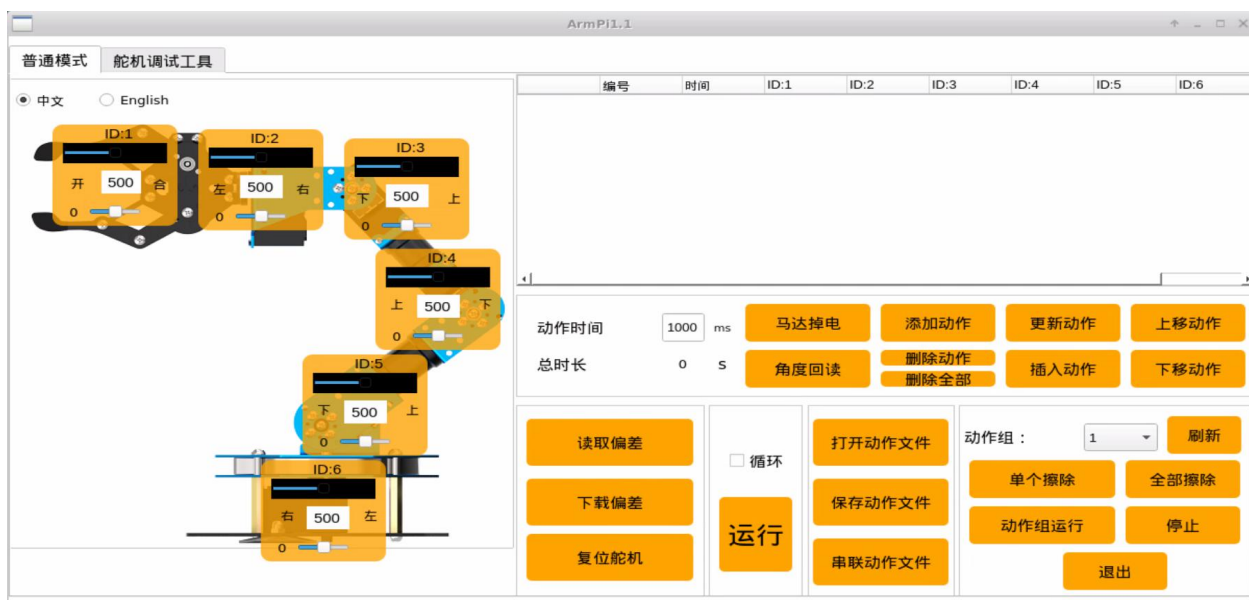 ArmPi1.1
普通模式 舵机调试工具
中文 English
编号 时间 ID:1 ID:2 ID:3 ID:4 ID:5 ID:6
ID:1
开 500 合
0
ID:2
左 500 右
0
ID:3
下 500 上
0
ID:4
上 500 下
0
ID:5
下 500 上
0
ID:6
右 500 左
0
动作时间 1000 ms 马达掉电 添加动作 更新动作 上移动作
总时长 0 S 角度回读 删除动作 插入动作 下移动作
删除全部
读取偏差
下载偏差
复位舵机
循环
运行
打开动作文件
保存动作文件
串联动作文件
动作组： 1 刷新
单个擦除 全部擦除
动作组运行 停止
退出